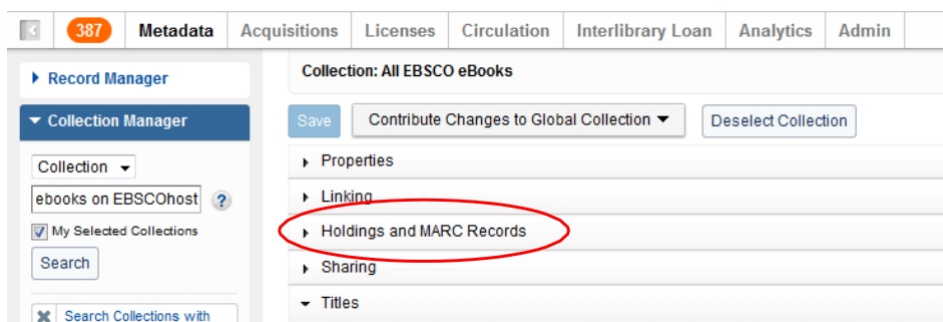 387 Metadata Acquisitions Licenses Circulation Interlibrary Loan Analytics Admin
Record Manager
Collection Manager
Collection
ebooks on EBSCOhost ?
My Selected Collections
Search
Search Collections with
Collection: All EBSCO eBooks
Save Contribute Changes to Global Collection Deselect Collection
Properties
Linking
Holdings and MARC Records
Sharing
Titles